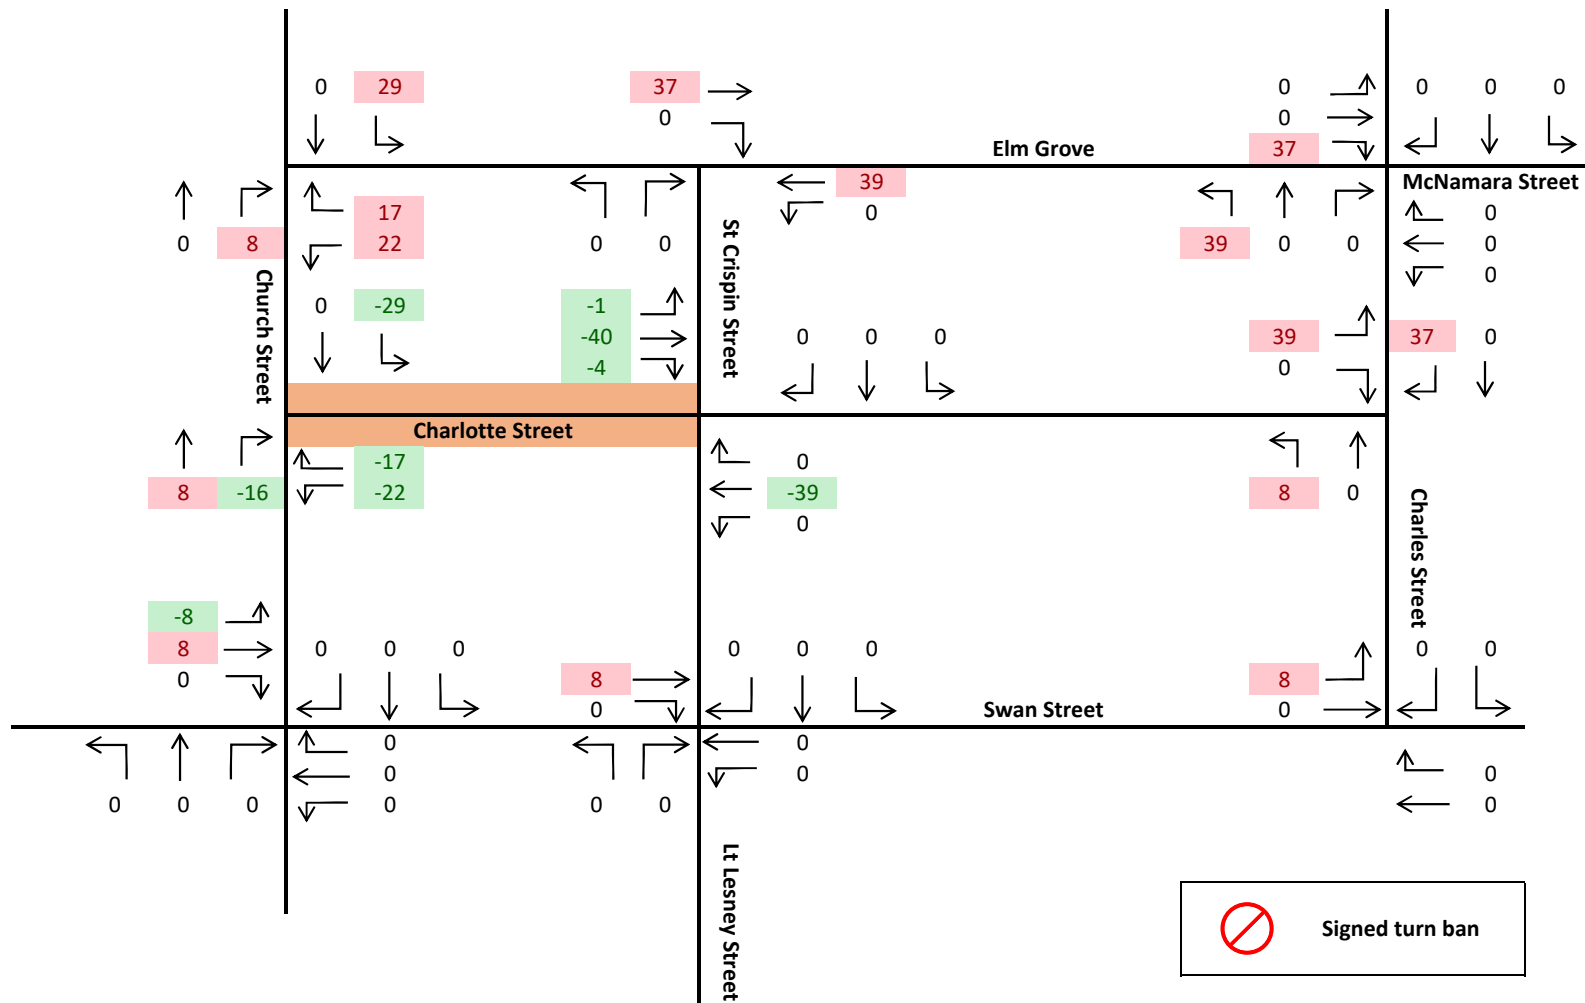 0 29 37 0 0 0 0
0 0
Elm Grove 37
39 McNamara Street
17 0 0
0 8 22 0 0 St Crispin Street 39 0 0 0
0
Church Street
0 -29 -1
-40 0 0 0 39 37 0
-4 0
Charlotte Street
-17 0
8 -16 -22 -39 8 0
0
Charles Street
-8
8 0 0 0 0 0 0 0 0
0 8 8
0 Swan Street 0
0 0
0 0 0
0 0 0 0 0 0 0
Lt Lesney Street
Signed turn ban